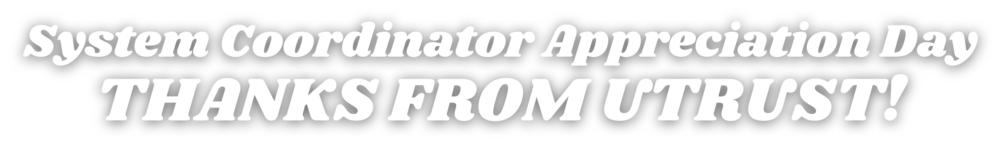 System Coordinator Appreciation Day
THANKS FROM UTRUST!